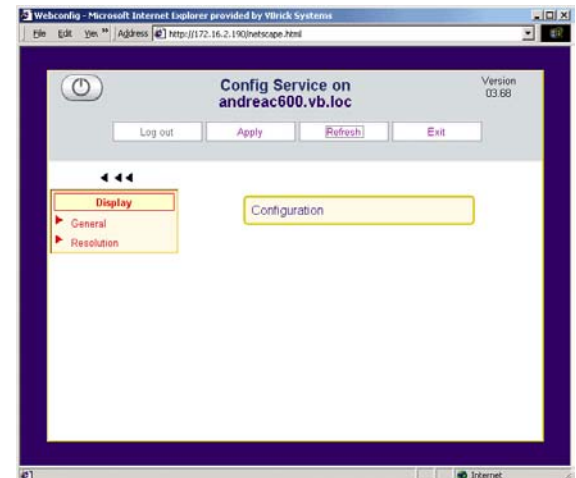 Webconfig - Microsoft Internet Explorer provided by VBrick Systems
File Edit View » Address http://172.16.2.190/netscape.html
Config Service on
andreac600.vb.loc
Version
03.68
Log out Apply Refresh Exit
Display
General
Resolution
Configuration
Internet